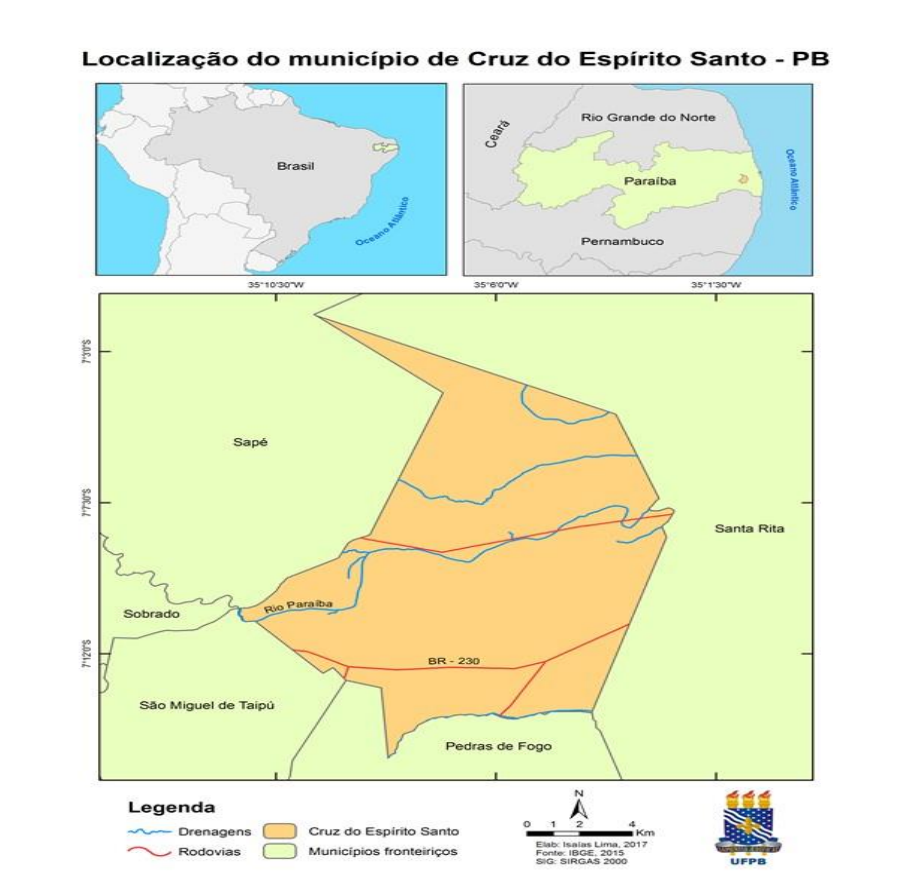 Localização do município de Cruz do Espírito Santo - PB
Brasil
Oceano Atlântico
Ceará
Rio Grande do Norte
Paraíba
Pernambuco
Oceano Atlântico
35°10'30"W
35°6'0"W
35°1'30"W
7°3'0"S
7°7'30"S
7°12'0"S
Sapé
Santa Rita
Sobrado
Rio Paraíba
BR - 230
São Miguel de Taipú
Pedras de Fogo
Legenda
Drenagens
Cruz do Espírito Santo
Rodovias
Municípios fronteiriços
N
0 1 2 4
Km
Elab: Isaías Lima, 2017
Fonte: IBGE, 2015
SIG: SIRGAS 2000
UFPB